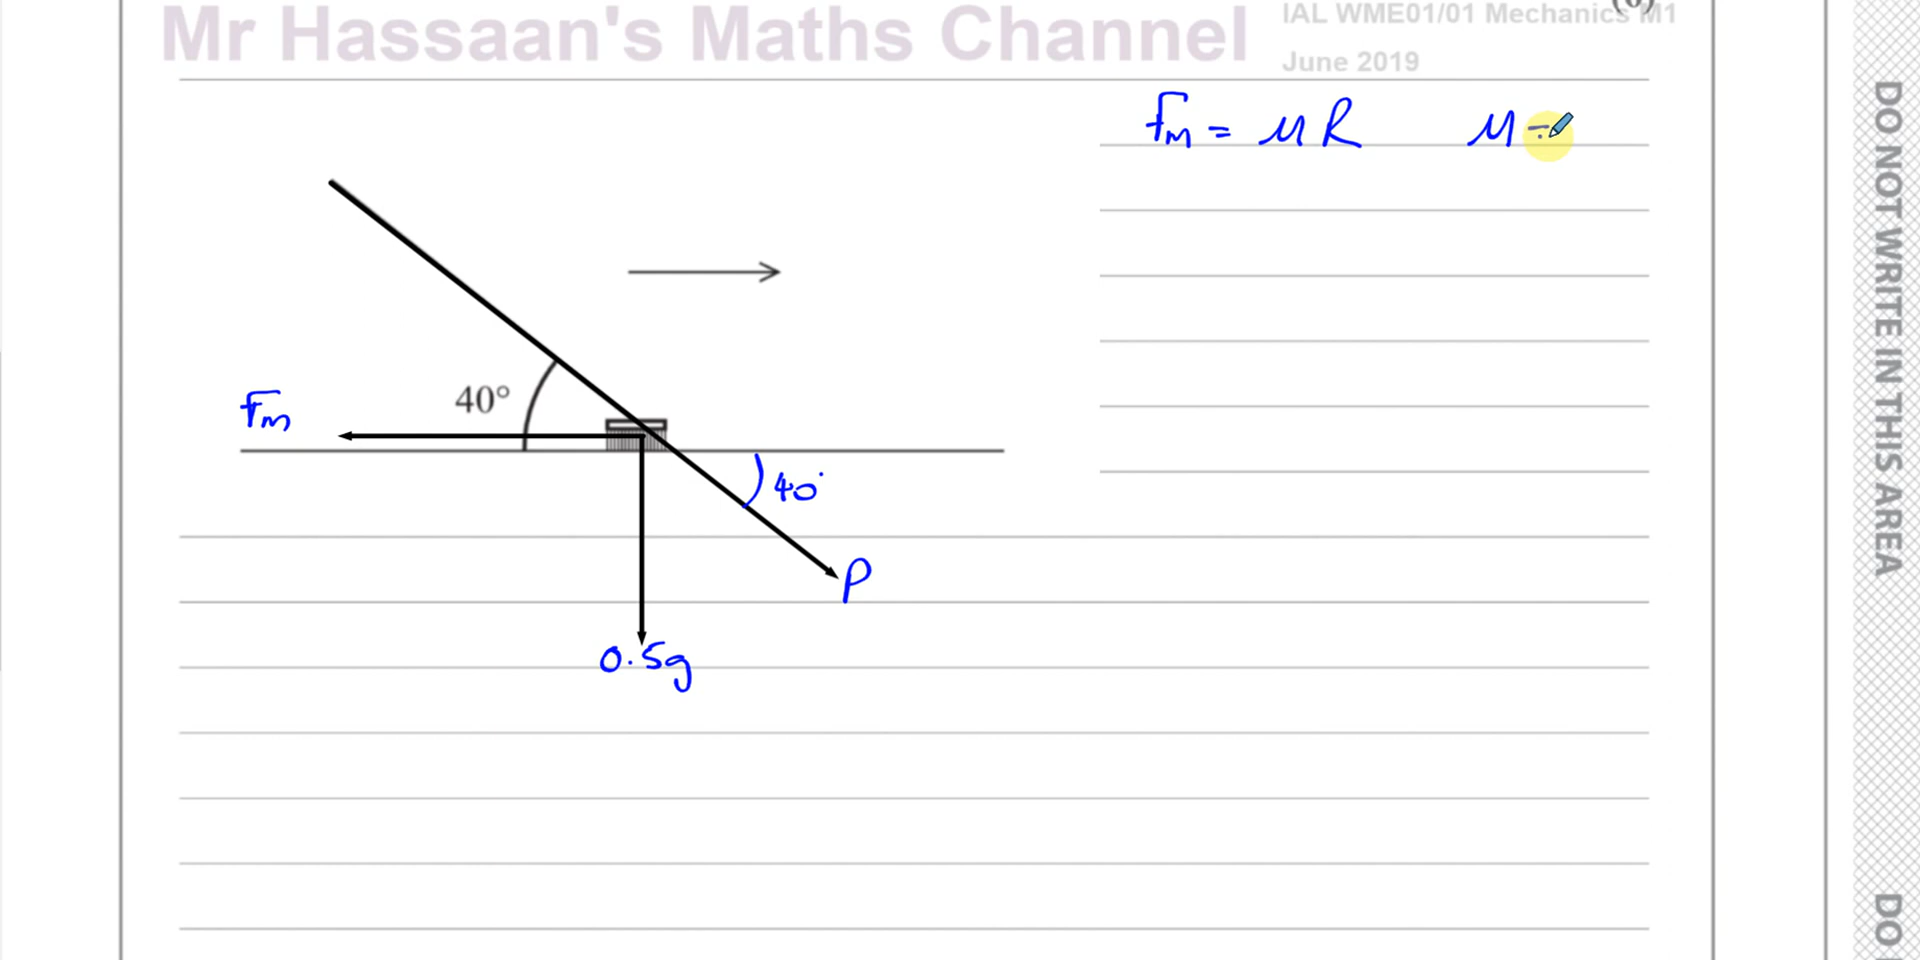 Mr Hassaan's Maths Channel
IAL WME01/01 Mechanics M1
June 2019
Fm = μR μ =
40°
Fm
40°
P
0.5g
DO NOT WRITE IN THIS AREA
DO